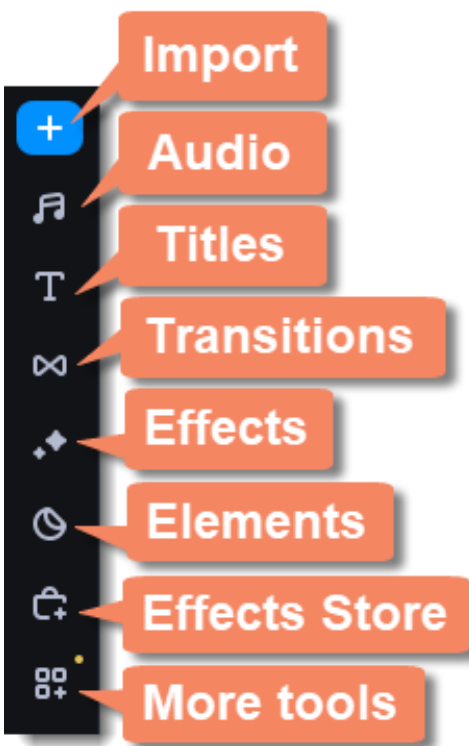 Import
Audio
Titles
Transitions
Effects
Elements
Effects Store
More tools